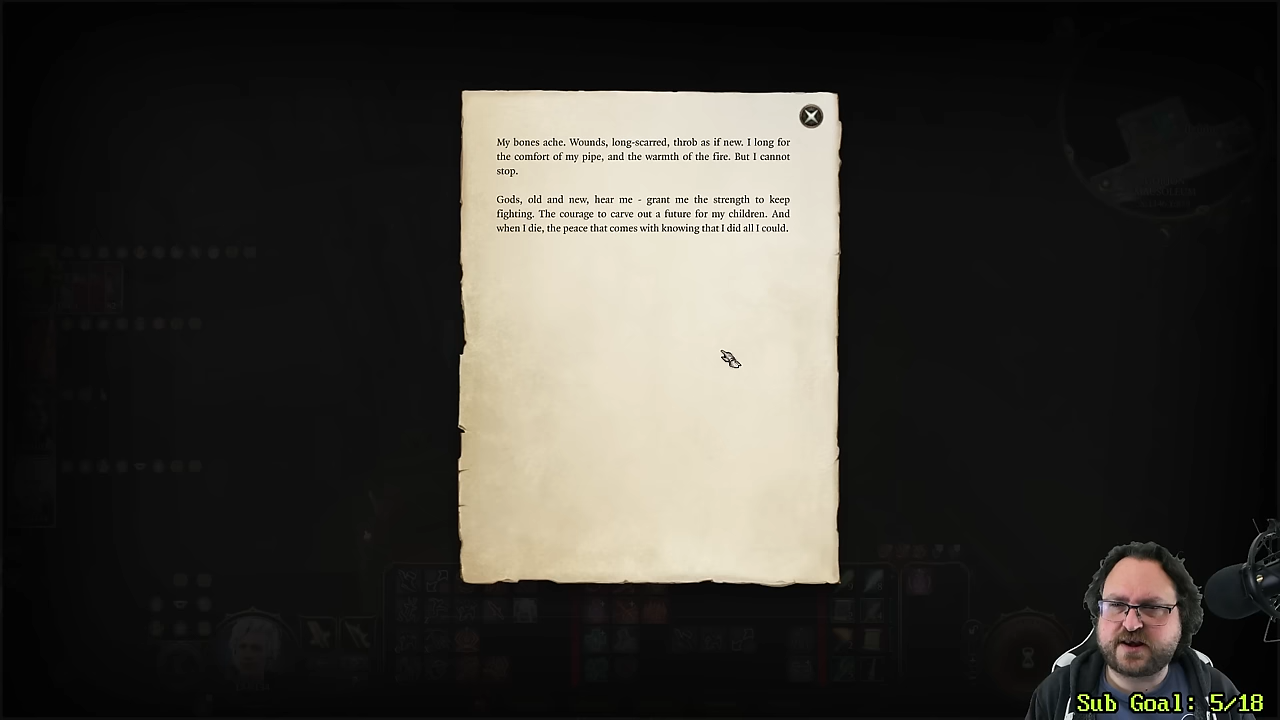 My bones ache. Wounds, long-scarred, throb as if new. I long for
the comfort of my pipe, and the warmth of the fire. But I cannot
stop.
Gods, old and new, hear me - grant me the strength to keep
fighting. The courage to carve out a future for my children. And
when I die, the peace that comes with knowing that I did all I could.
Sub Goal: 5/18